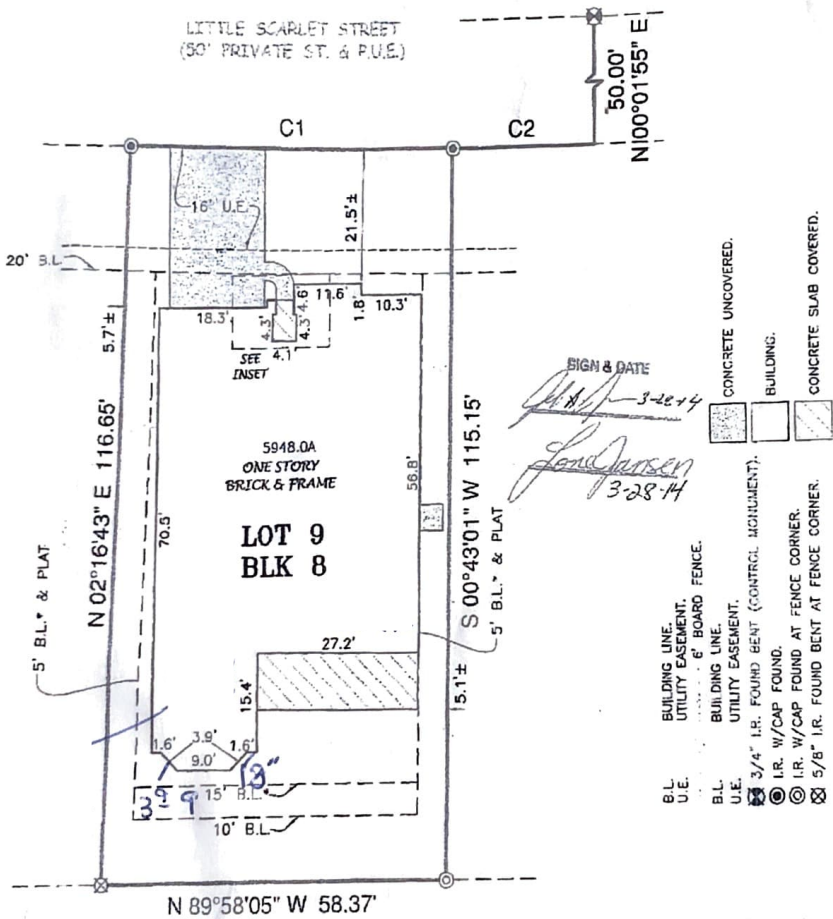 LITTLE SCARLET STREET
(50' PRIVATE ST. & P.U.E.)
50.00'
N 00°01'55" E
C1
C2
16' U.E.
21.5'±
20' B.L.
5.7'±
18.3'
4.3'
4.3'
4.6'
4.1'
11.6'
1.8'
10.3'
SEE
INSET
5948.0A
ONE STORY
BRICK & FRAME
LOT 9
BLK 8
N 02°16'43" E 116.65'
70.5'
56.8'
S 00°43'01" W 115.15'
5' B.L.* & PLAT
5' B.L.* & PLAT
27.2'
15.4'
5.1'±
1.6'
3.9'
1.6'
9.0'
13"
3 9 9
15' B.L.
10' B.L.
N 89°58'05" W 58.37'
SIGN & DATE
3-28-14
Jansen
3-28-14
CONCRETE UNCOVERED.
BUILDING.
CONCRETE SLAB COVERED.
B.L. BUILDING LINE.
U.E. UTILITY EASEMENT.
6' BOARD FENCE.
B.L. BUILDING LINE.
U.E. UTILITY EASEMENT.
3/4" I.R. FOUND BENT (CONTROL MONUMENT).
I.R. W/CAP FOUND.
I.R. W/CAP FOUND AT FENCE CORNER.
5/8" I.R. FOUND BENT AT FENCE CORNER.